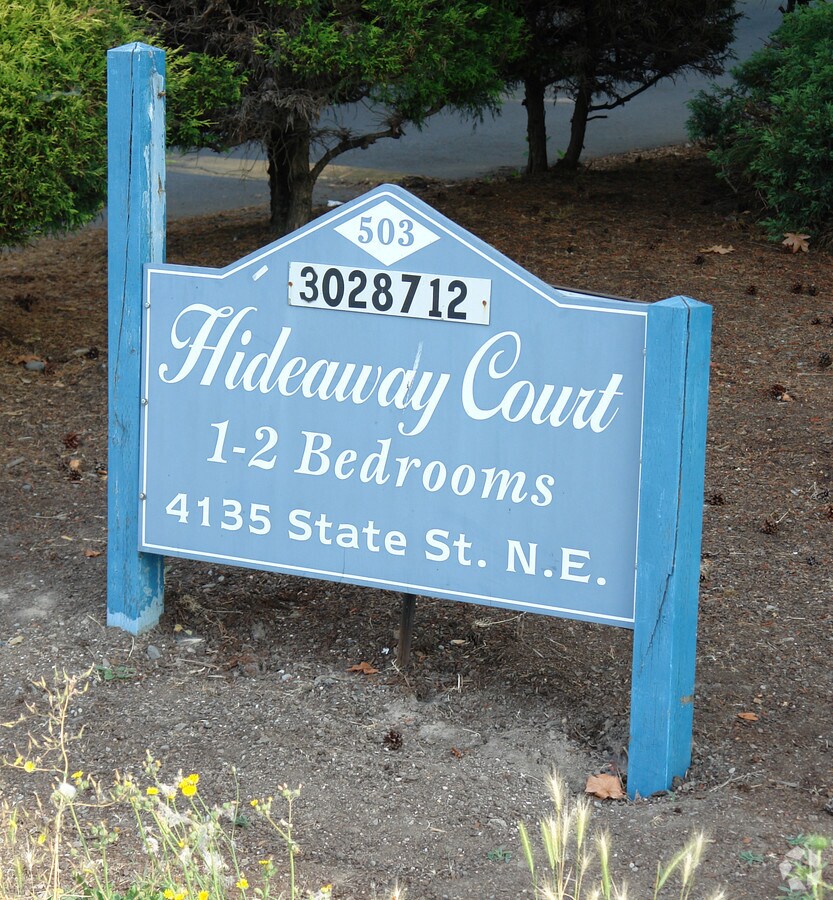 503
3028712
Hideaway Court
1-2 Bedrooms
4135 State St. N.E.